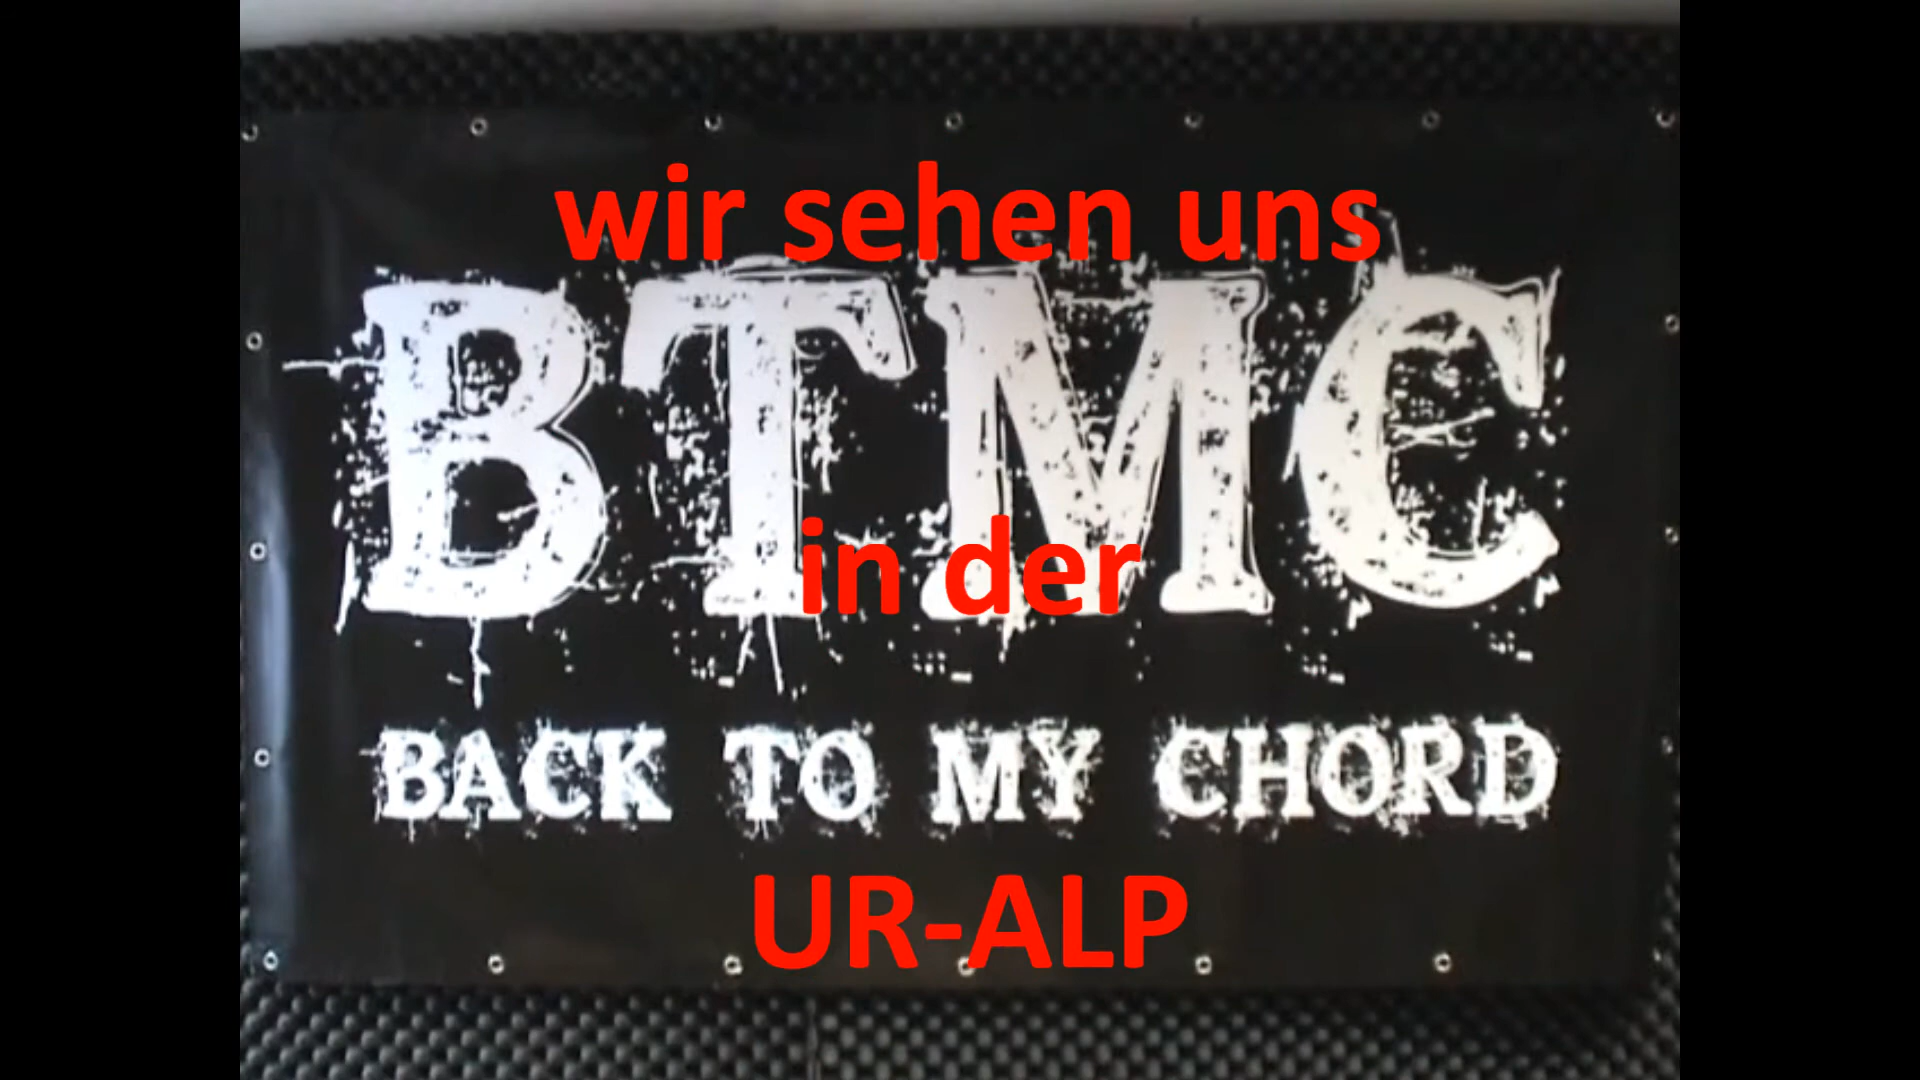 wir sehen uns
BTMC
in der
BACK TO MY CHORD
UR-ALP